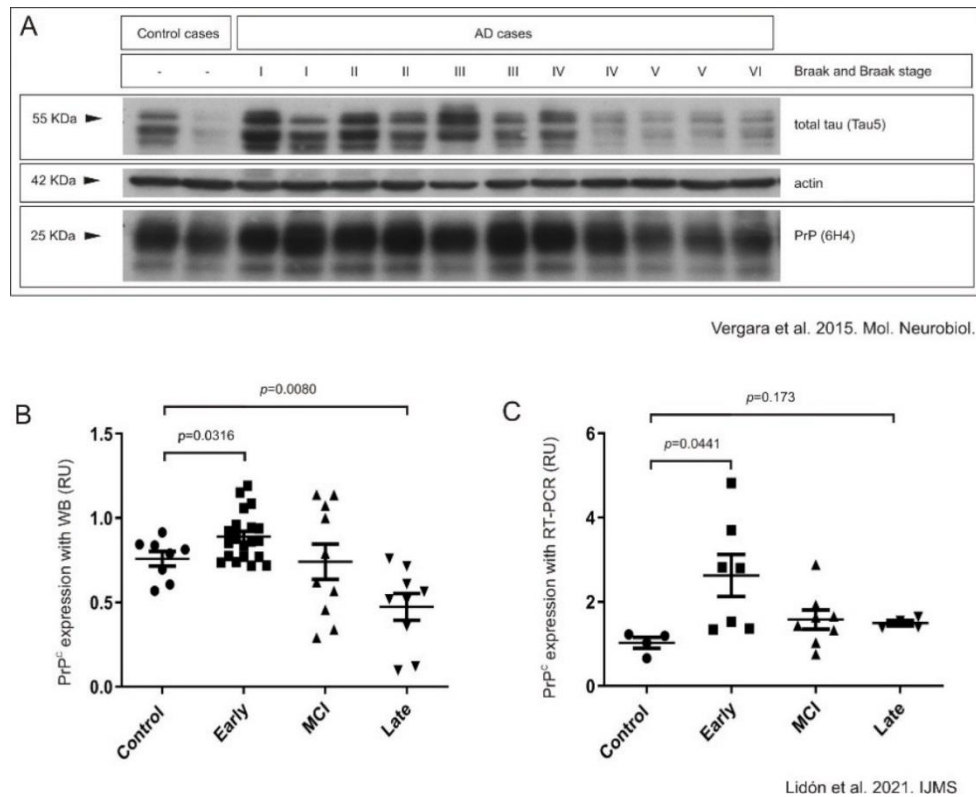 A
Control cases
AD cases
- - I I II II III III IV IV V V VI Braak and Braak stage
55 KDa total tau (Tau5)
42 KDa actin
25 KDa PrP (6H4)
Vergara et al. 2015. Mol. Neurobiol.
B
p=0.0080
p=0.0316
PrPᶜ expression with WB (RU)
1.5
1.0
0.5
0.0
Control
Early
MCI
Late
C
p=0.173
p=0.0441
PrPᶜ expression with RT-PCR (RU)
6
4
2
0
Control
Early
MCI
Late
Lidón et al. 2021. IJMS